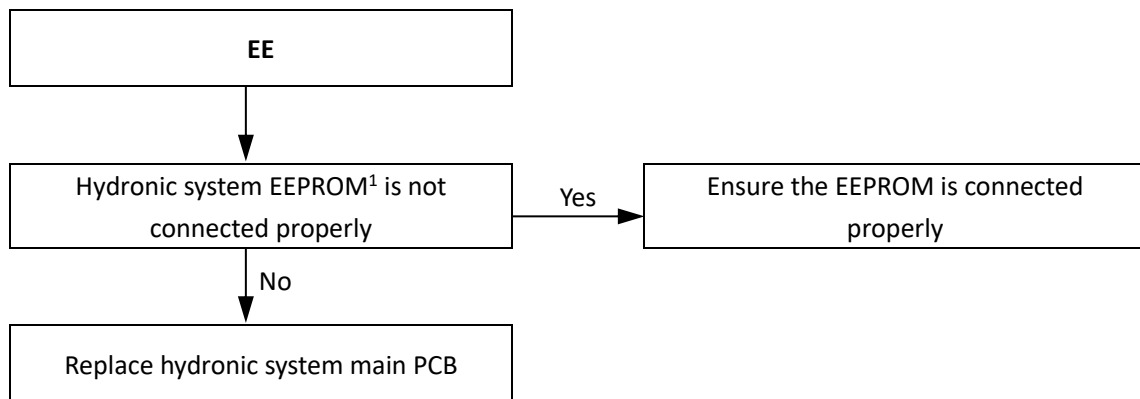 EE
Hydronic system EEPROM¹ is not
connected properly
Yes
Ensure the EEPROM is connected
properly
No
Replace hydronic system main PCB